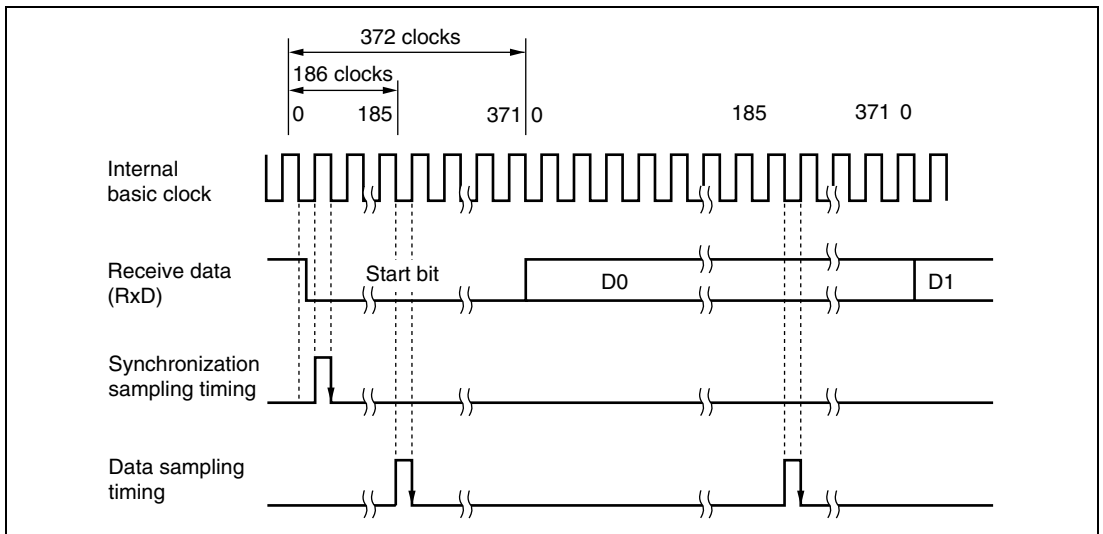 372 clocks
186 clocks
0 185 371 0 185 371 0
Internal
basic clock
Receive data
(RxD)
Start bit D0 D1
Synchronization
sampling timing
Data sampling
timing